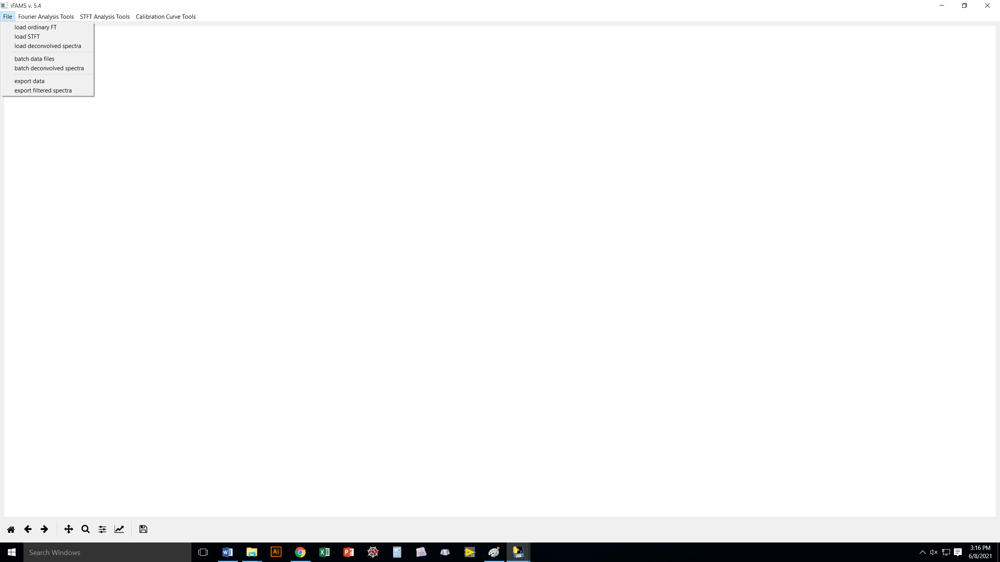 iFAMS v. 5.4
File Fourier Analysis Tools STFT Analysis Tools Calibration Curve Tools
load ordinary FT
load STFT
load deconvolved spectra
batch data files
batch deconvolved spectra
export data
export filtered spectra
Search Windows
W
Ai
X
P
19
3:16 PM
6/8/2021